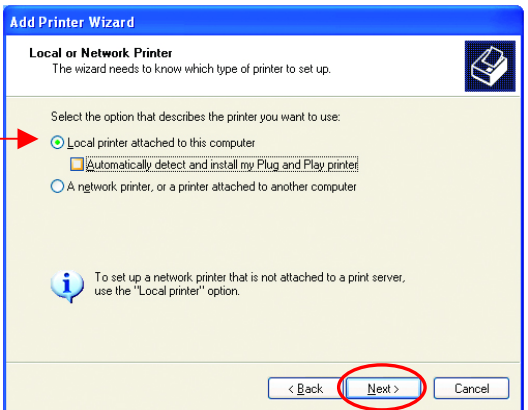 Add Printer Wizard
Local or Network Printer
The wizard needs to know which type of printer to set up.
Select the option that describes the printer you want to use:
Local printer attached to this computer
Automatically detect and install my Plug and Play printer
A network printer, or a printer attached to another computer
To set up a network printer that is not attached to a print server,
use the "Local printer" option.
< Back
Next >
Cancel